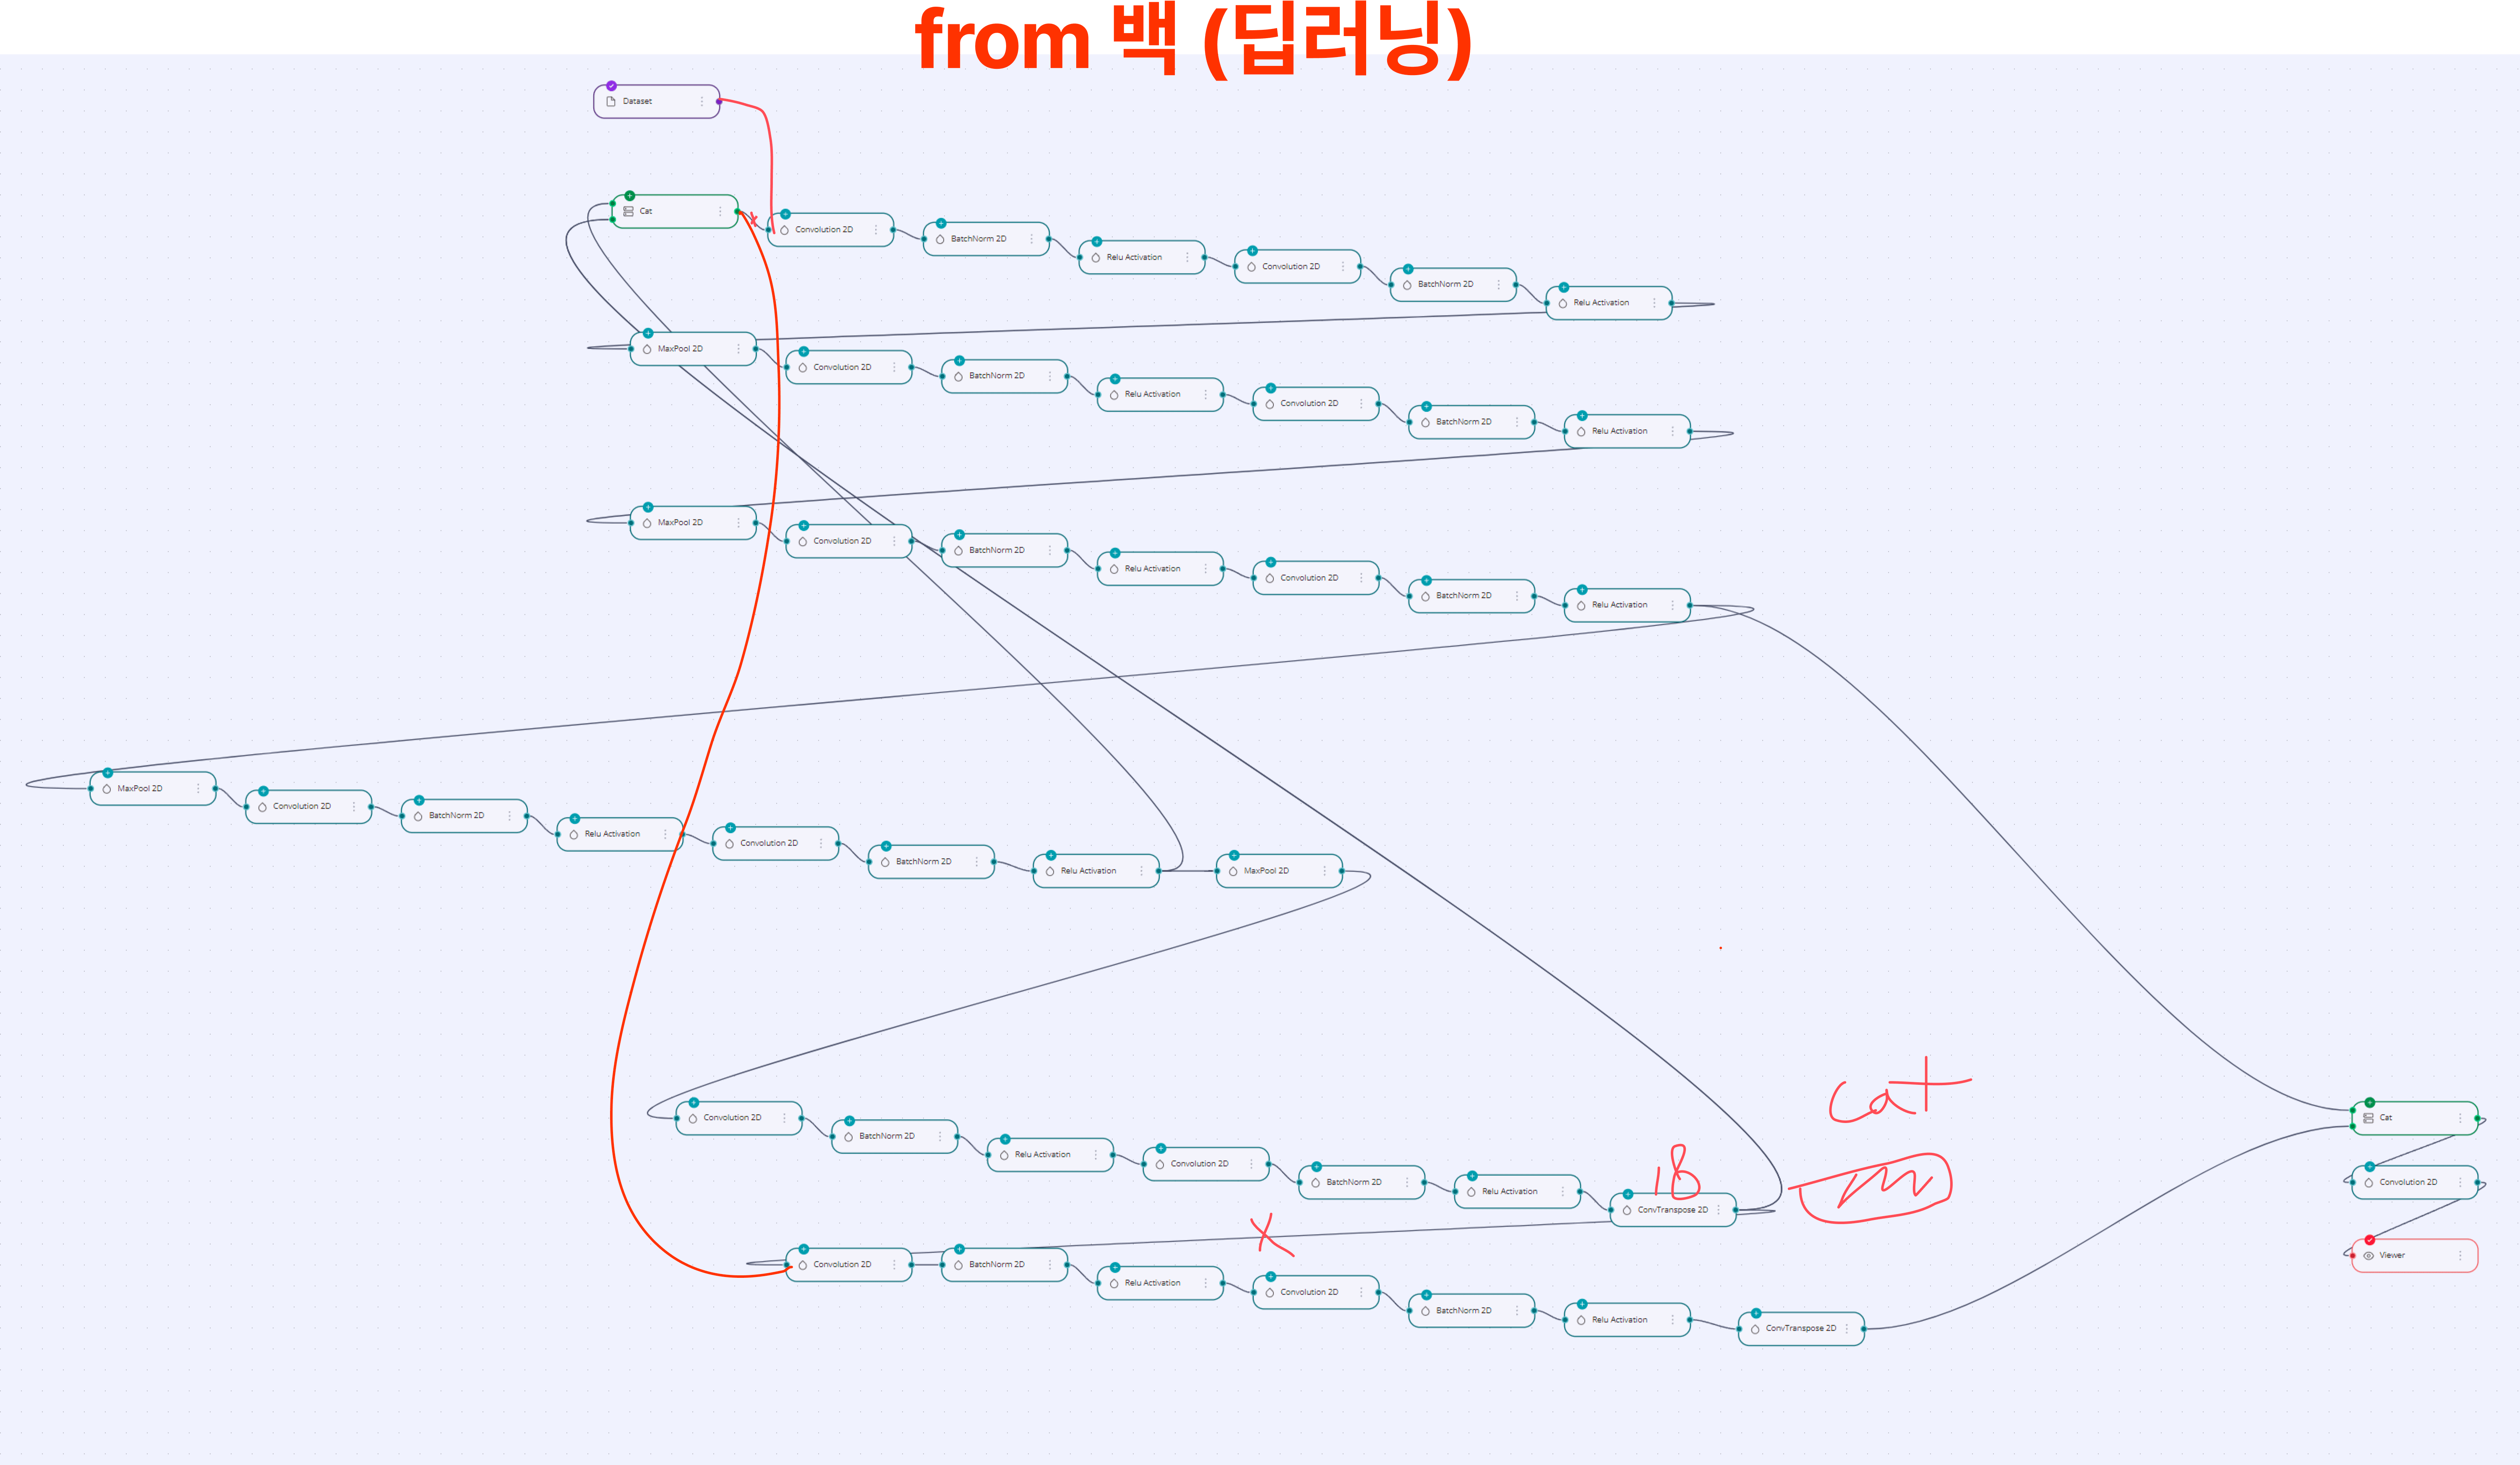 from 백 (딥러닝)
Dataset
Cat
Convolution 2D
BatchNorm 2D
Relu Activation
Convolution 2D
BatchNorm 2D
Relu Activation
MaxPool 2D
Convolution 2D
BatchNorm 2D
Relu Activation
Convolution 2D
BatchNorm 2D
Relu Activation
MaxPool 2D
Convolution 2D
BatchNorm 2D
Relu Activation
Convolution 2D
BatchNorm 2D
Relu Activation
MaxPool 2D
Convolution 2D
BatchNorm 2D
Relu Activation
Convolution 2D
BatchNorm 2D
Relu Activation
MaxPool 2D
cat
Convolution 2D
BatchNorm 2D
Relu Activation
Convolution 2D
BatchNorm 2D
Relu Activation
ConvTranspose 2D
18
Cat
Convolution 2D
Viewer
Convolution 2D
BatchNorm 2D
Relu Activation
Convolution 2D
BatchNorm 2D
Relu Activation
ConvTranspose 2D